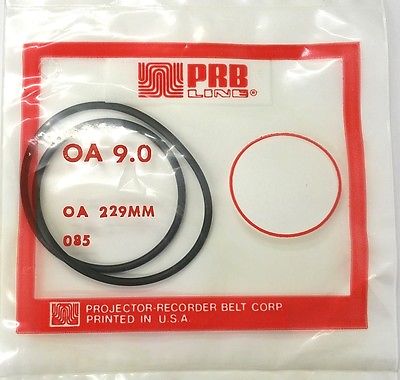 PRB
LINE®
OA 9.0
OA 229MM
085
PROJECTOR-RECORDER BELT CORP.
PRINTED IN U.S.A.